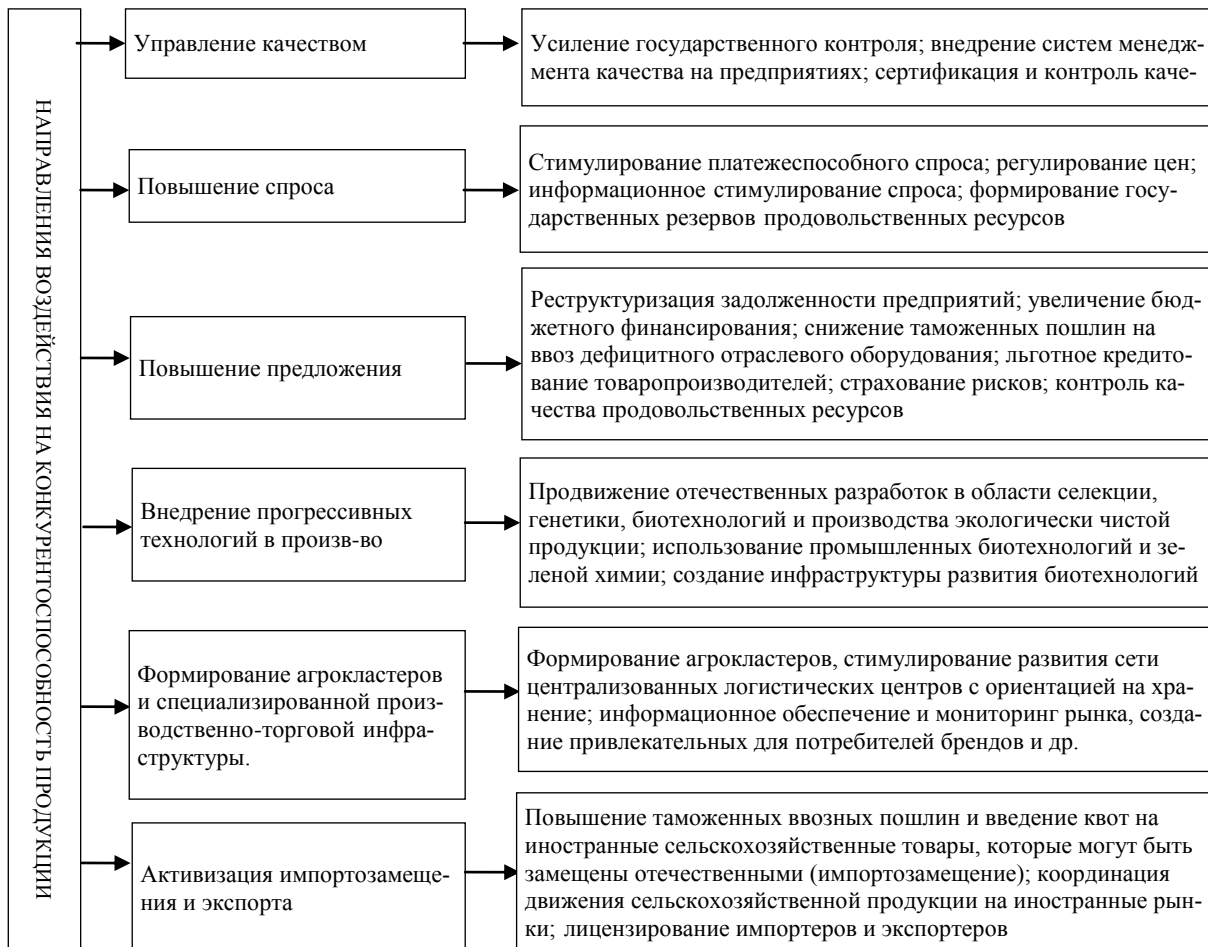 НАПРАВЛЕНИЯ ВОЗДЕЙСТВИЯ НА КОНКУРЕНТОСПОСОБНОСТЬ ПРОДУКЦИИ
Управление качеством
Усиление государственного контроля; внедрение систем менедж-
мента качества на предприятиях; сертификация и контроль каче-
Повышение спроса
Стимулирование платежеспособного спроса; регулирование цен;
информационное стимулирование спроса; формирование госу-
дарственных резервов продовольственных ресурсов
Повышение предложения
Реструктуризация задолженности предприятий; увеличение бюд-
жетного финансирования; снижение таможенных пошлин на
ввоз дефицитного отраслевого оборудования; льготное кредито-
вание товаропроизводителей; страхование рисков; контроль ка-
чества продовольственных ресурсов
Внедрение прогрессивных
технологий в произв-во
Продвижение отечественных разработок в области селекции,
генетики, биотехнологий и производства экологически чистой
продукции; использование промышленных биотехнологий и зе-
леной химии; создание инфраструктуры развития биотехнологий
Формирование агрокластеров
и специализированной произ-
водственно-торговой инфра-
структуры.
Формирование агрокластеров, стимулирование развития сети
централизованных логистических центров с ориентацией на хра-
нение; информационное обеспечение и мониторинг рынка, созд-
ание привлекательных для потребителей брендов и др.
Активизация импортозамеще-
ния и экспорта
Повышение таможенных ввозных пошлин и введение квот на
иностранные сельскохозяйственные товары, которые могут быть
замещены отечественными (импортозамещение); координация
движения сельскохозяйственной продукции на иностранные рын-
ки; лицензирование импортеров и экспортеров